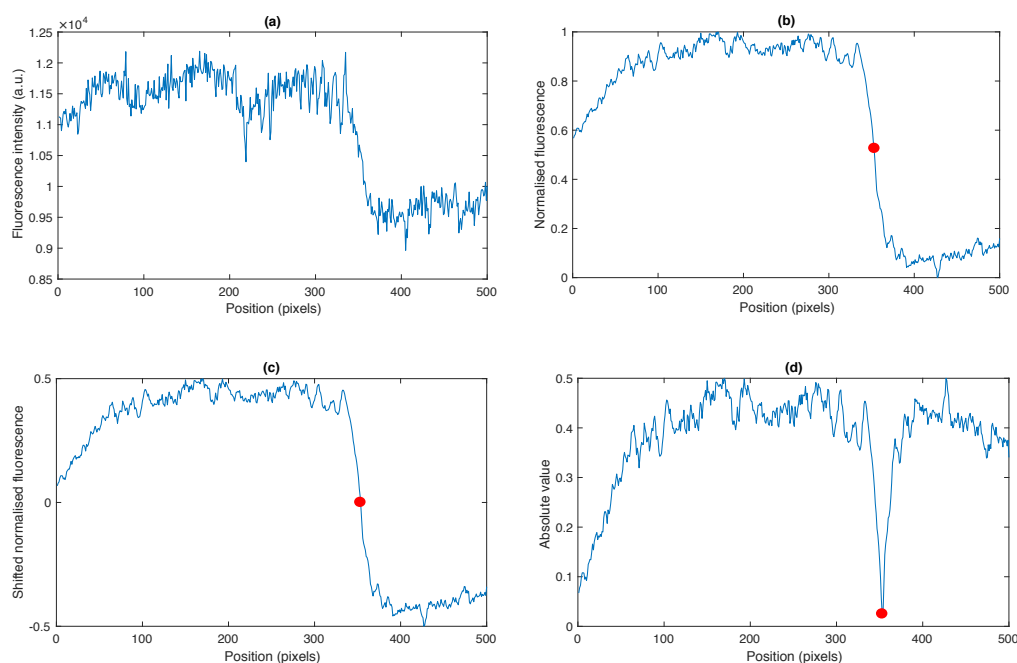 (a)
×10⁴
1.25
1.2
1.15
1.1
1.05
1
0.95
0.9
0.85
0 100 200 300 400 500
Fluorescence intensity (a.u.)
Position (pixels)
(b)
1
0.8
0.6
0.4
0.2
0
0 100 200 300 400 500
Normalised fluorescence
Position (pixels)
(c)
0.5
0
-0.5
0 100 200 300 400 500
Shifted normalised fluorescence
Position (pixels)
(d)
0.5
0.4
0.3
0.2
0.1
0
0 100 200 300 400 500
Absolute value
Position (pixels)